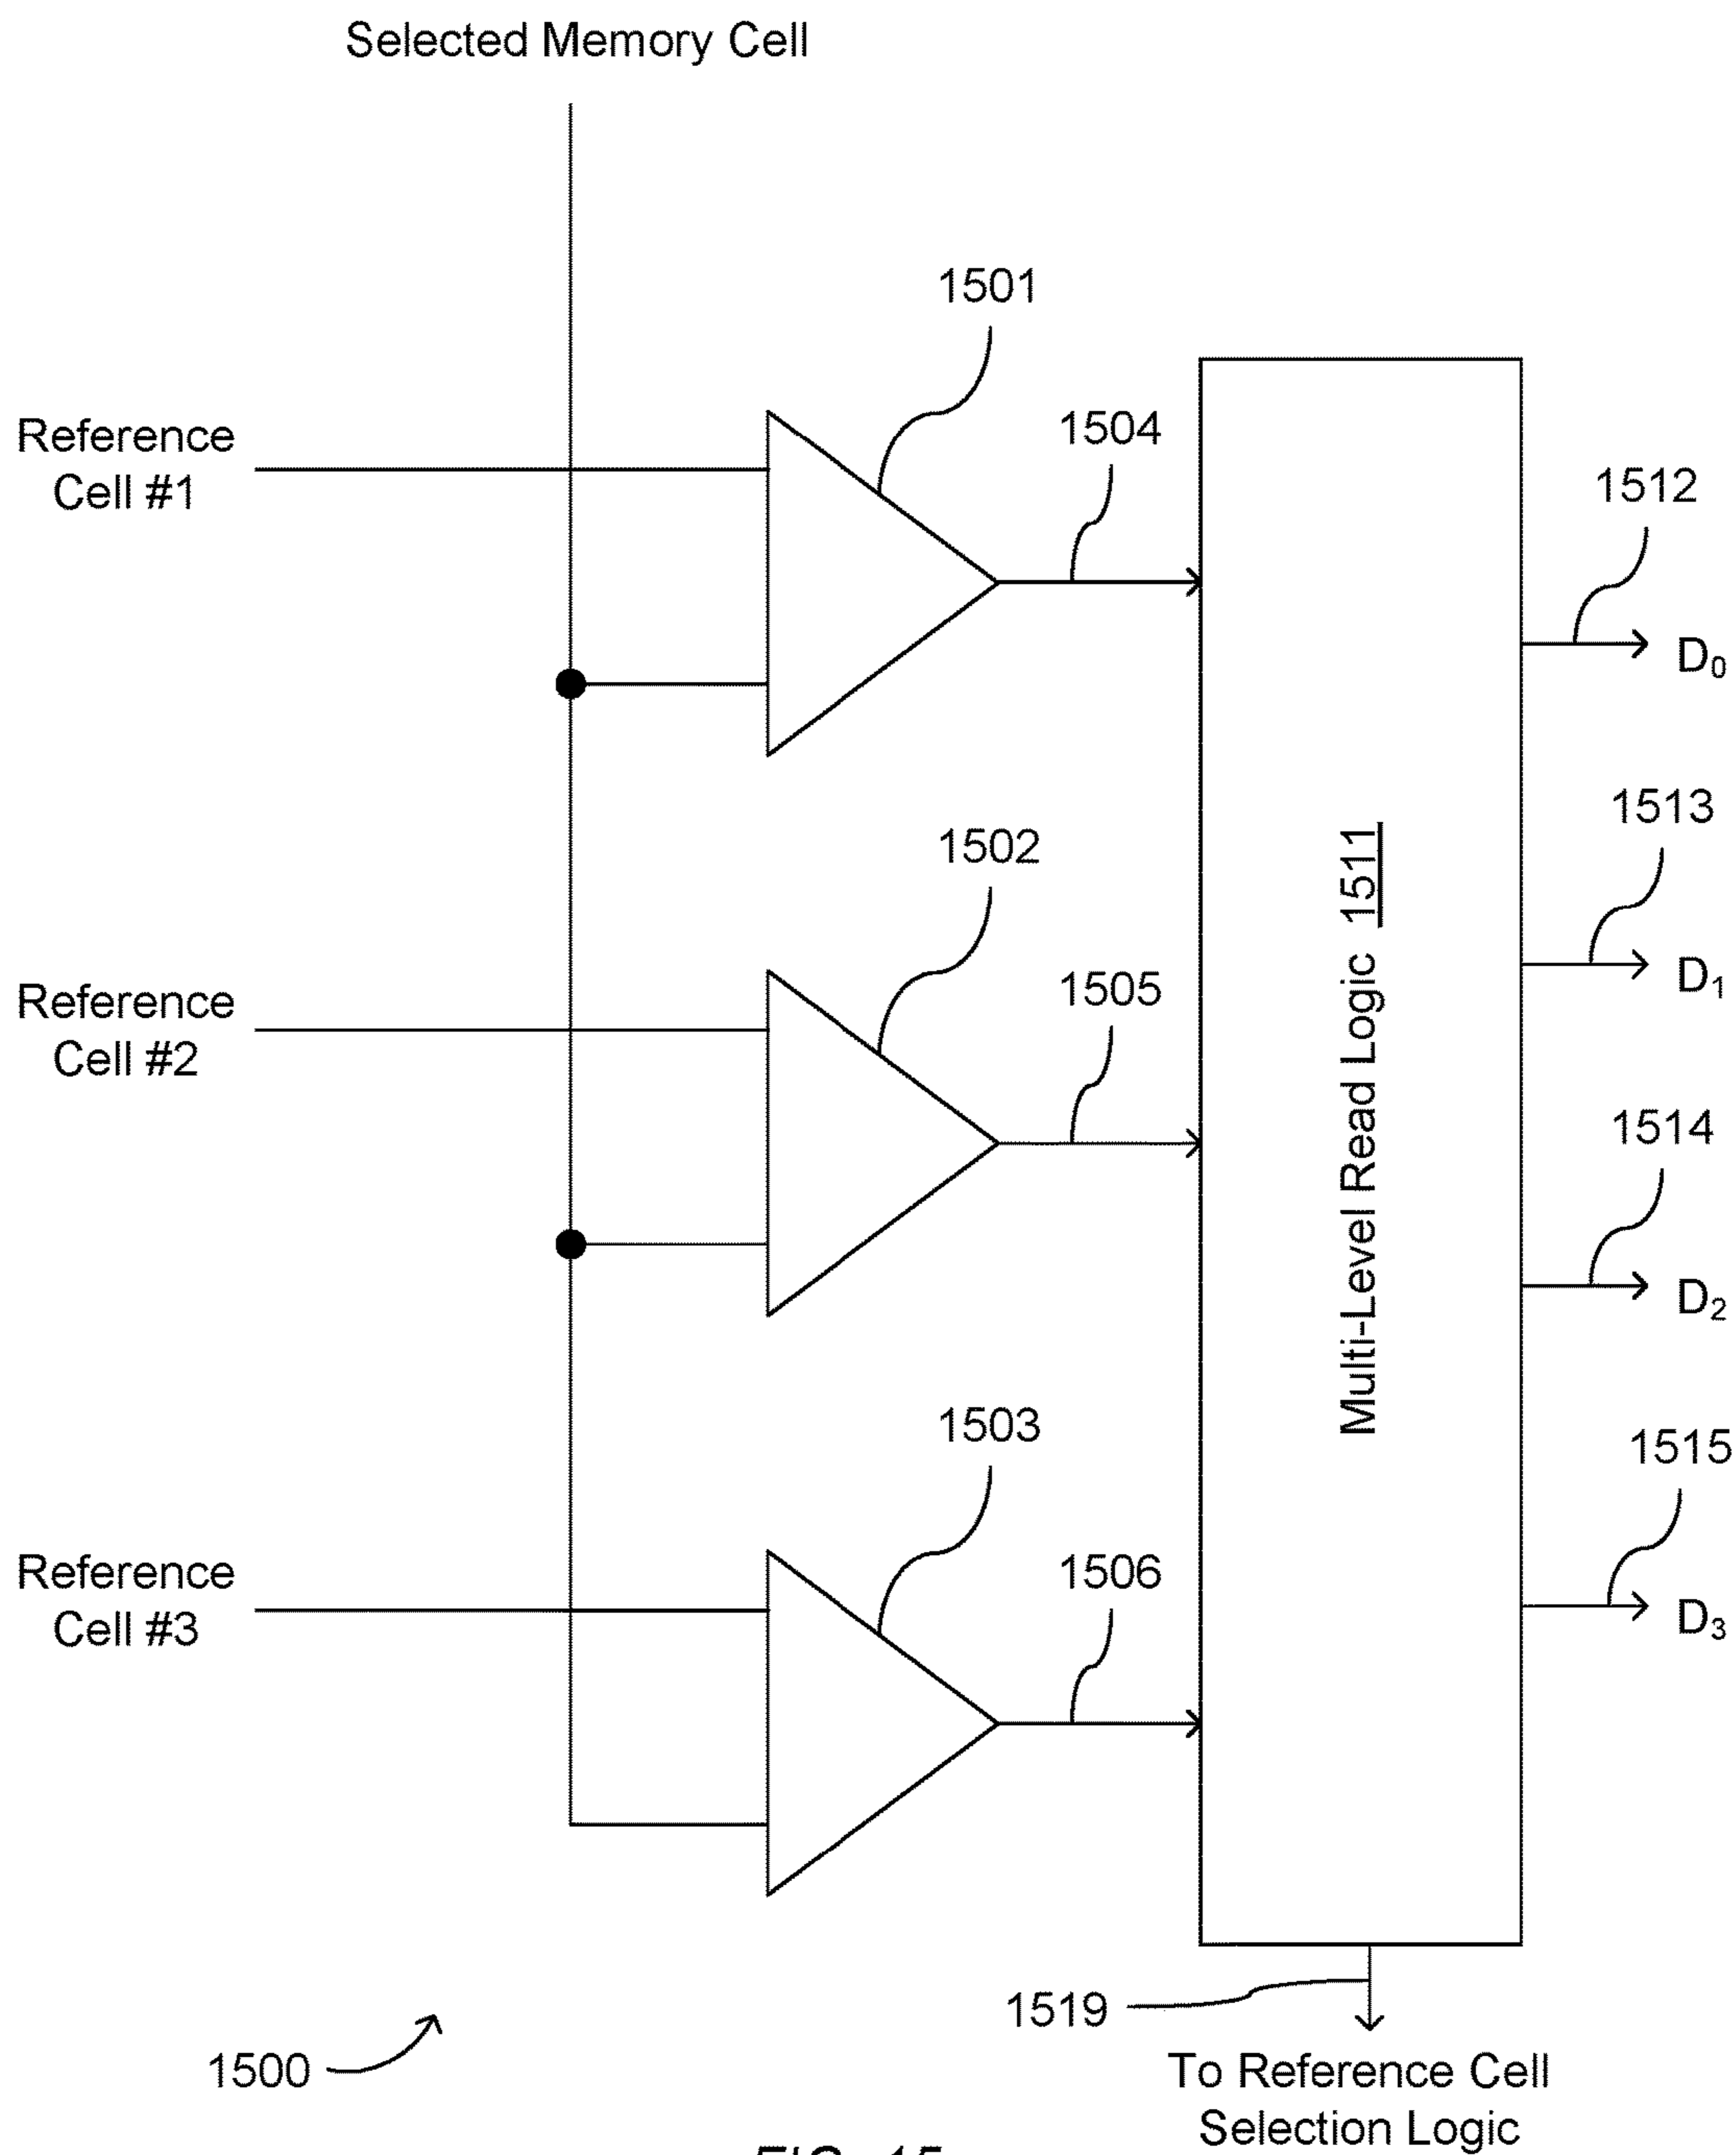 Selected Memory Cell
1501
Reference
Cell #1
1504
1512
D₀
1513
D₁
1502
Reference
Cell #2
1505
Multi-Level Read Logic 1511
1514
D₂
1503
1515
Reference
Cell #3
1506
D₃
1519
1500
To Reference Cell
Selection Logic
FIG. 15